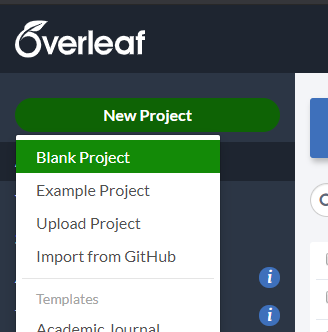 Overleaf
New Project
Blank Project
Example Project
Upload Project
Import from GitHub
Templates
Academic Journal